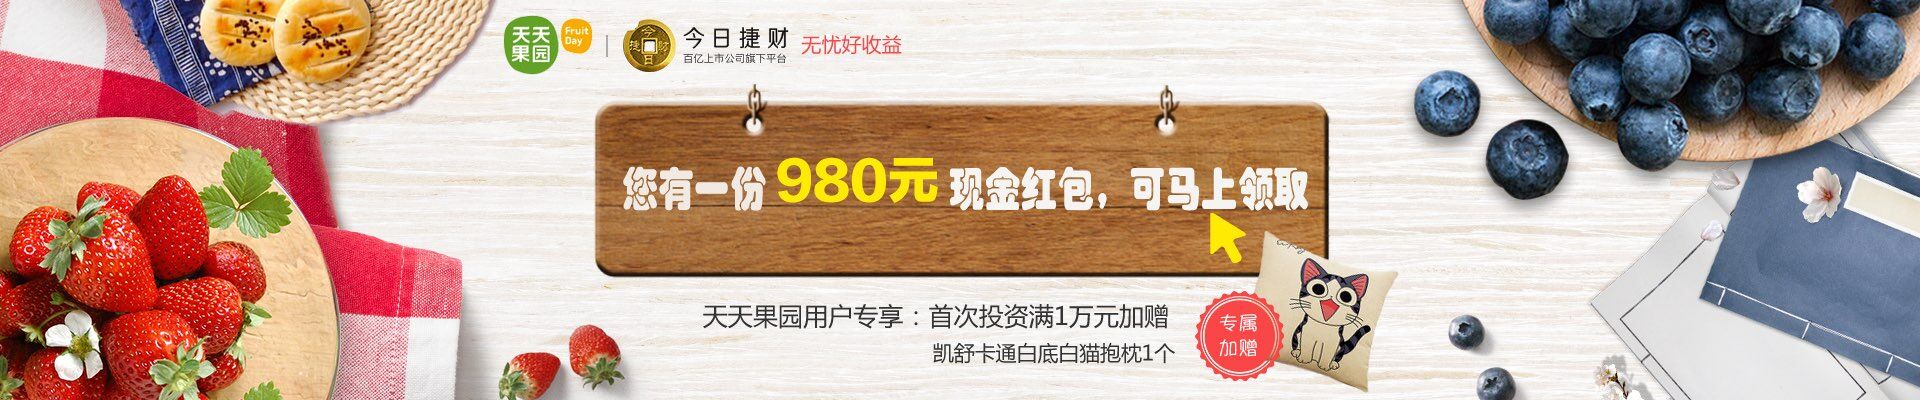 天天果园
Fruit Day
今日捷财
今日捷财
百亿上市公司旗下平台
无忧好收益
您有一份 980元 现金红包，可马上领取
天天果园用户专享：首次投资满1万元加赠
凯舒卡通白底白猫抱枕1个
专属
加赠